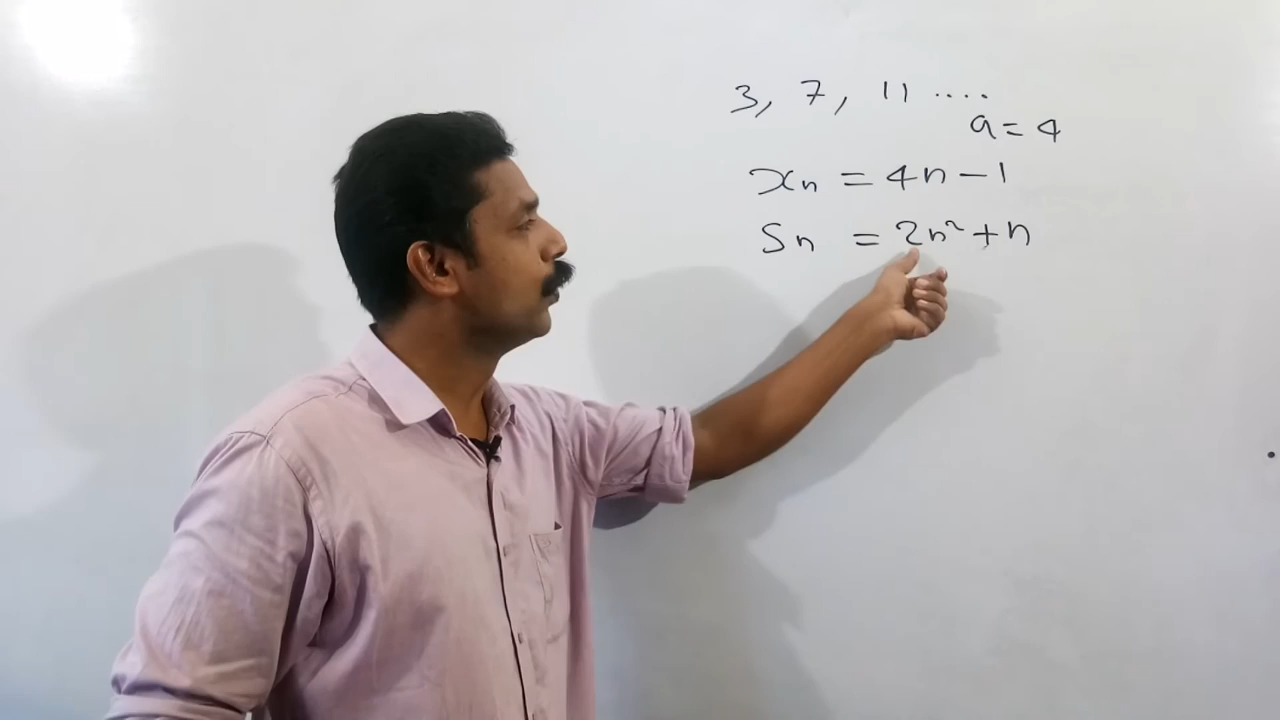 3, 7, 11 ....
a = 4
xn = 4n - 1
Sn = 2n² + n